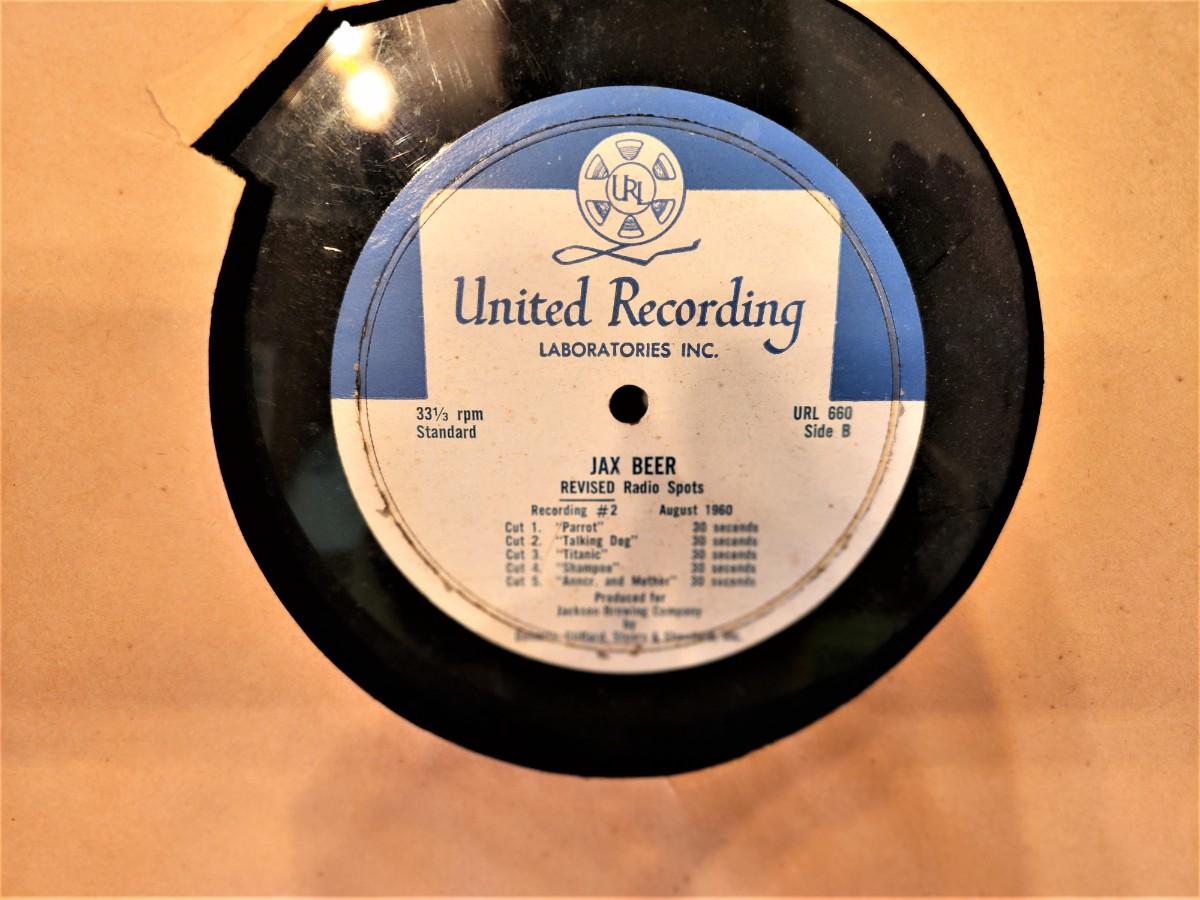 URL
United Recording
LABORATORIES INC.
33⅓ rpm
Standard
URL 660
Side B
JAX BEER
REVISED Radio Spots
Recording #2 August 1960
Cut 1. "Parrot" 30 seconds
Cut 2. "Talking Dog" 30 seconds
Cut 3. "Titanic" 30 seconds
Cut 4. "Shampoo" 30 seconds
Cut 5. "Anncr. and Mother" 30 seconds
Produced for
Jackson Brewing Company
by
Inc.